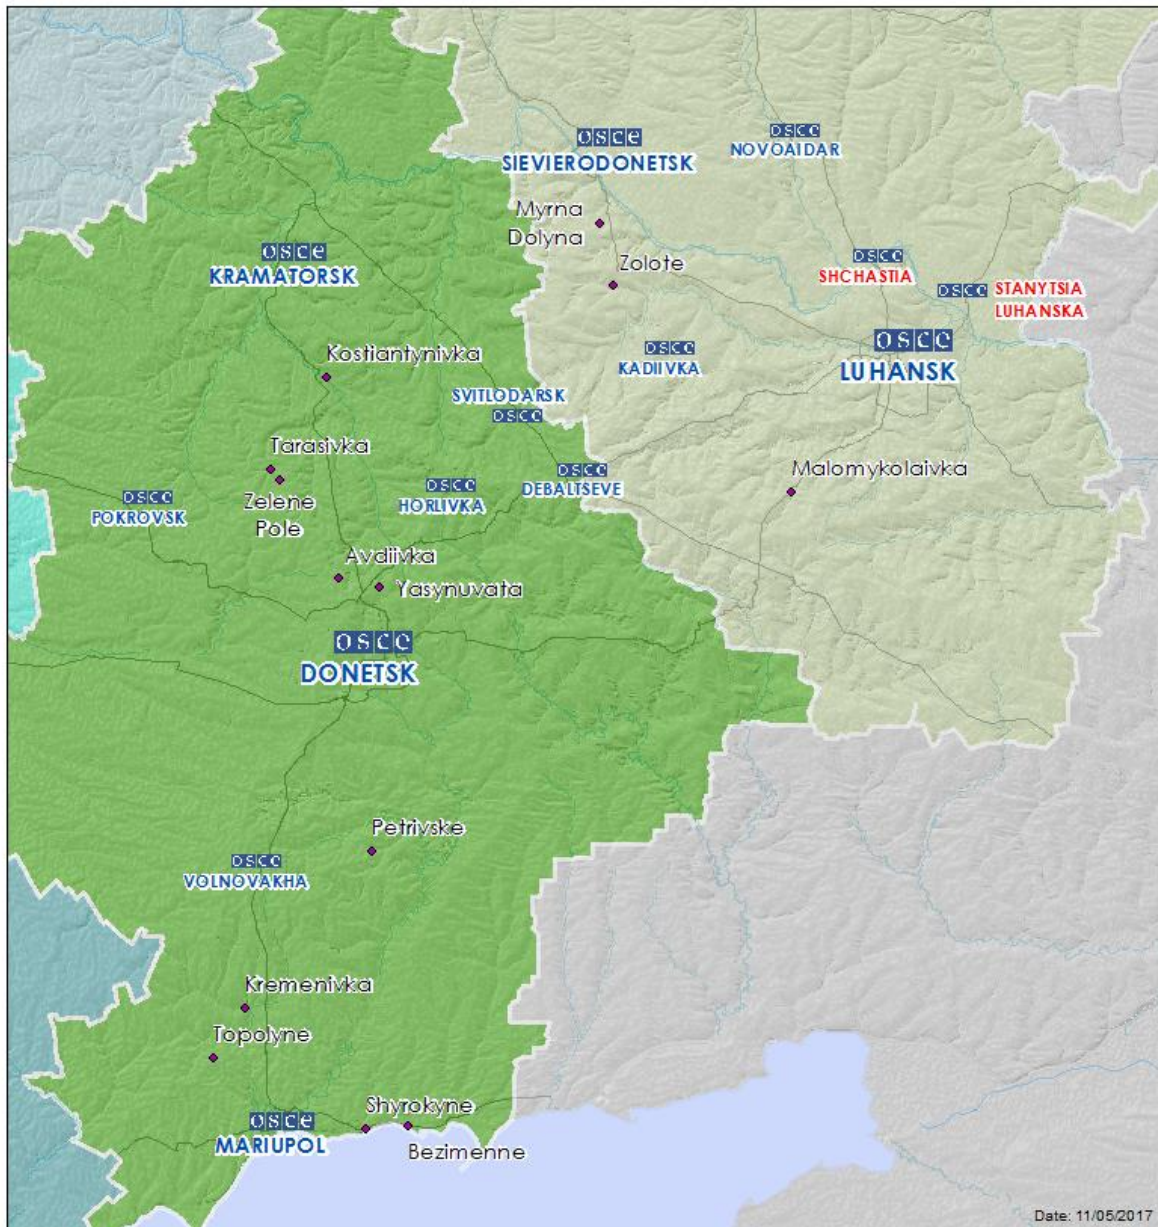 osce
NOVOAIDAR
osce
SIEVIERODONETSK
Myrna
Dolyna
osce
KRAMATORSK
osce
SHCHASTIA
Zolote
osce
STANYTSIA
LUHANSKA
osce
LUHANSK
osce
KADIIVKA
Kostiantynivka
SVITLODARSK
osce
Tarasivka
Zelene
Pole
osce
POKROVSK
osce
HORLIVKA
osce
DEBALTSEVE
Malomykolaivka
Avdiivka
Yasynuvata
osce
DONETSK
Petrivske
osce
VOLNOVAKHA
Kremenivka
Topolyne
Shyrokyne
osce
MARIUPOL
Bezimenne
Date: 11/05/2017